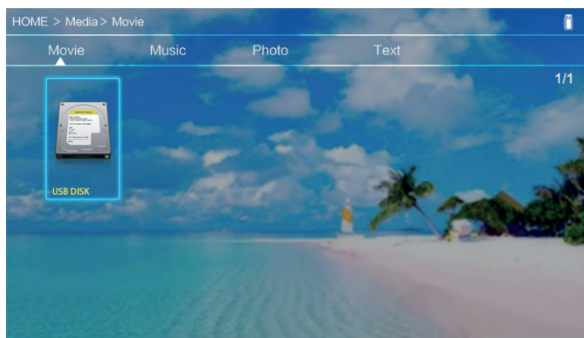 HOME > Media > Movie
Movie Music Photo Text
1/1
USB DISK